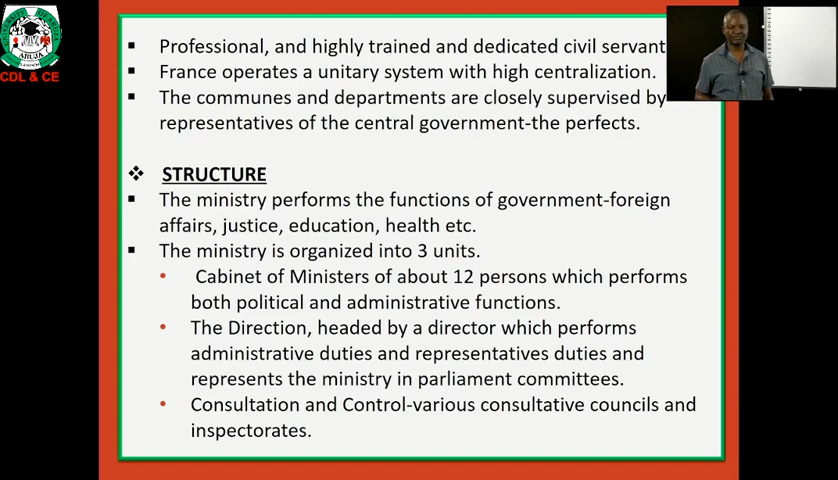 Professional, and highly trained and dedicated civil servant
France operates a unitary system with high centralization.
The communes and departments are closely supervised by
representatives of the central government-the perfects.
STRUCTURE
The ministry performs the functions of government-foreign
affairs, justice, education, health etc.
The ministry is organized into 3 units.
Cabinet of Ministers of about 12 persons which performs
both political and administrative functions.
The Direction, headed by a director which performs
administrative duties and representatives duties and
represents the ministry in parliament committees.
Consultation and Control-various consultative councils and
inspectorates.
ABUJA
CDL & CE